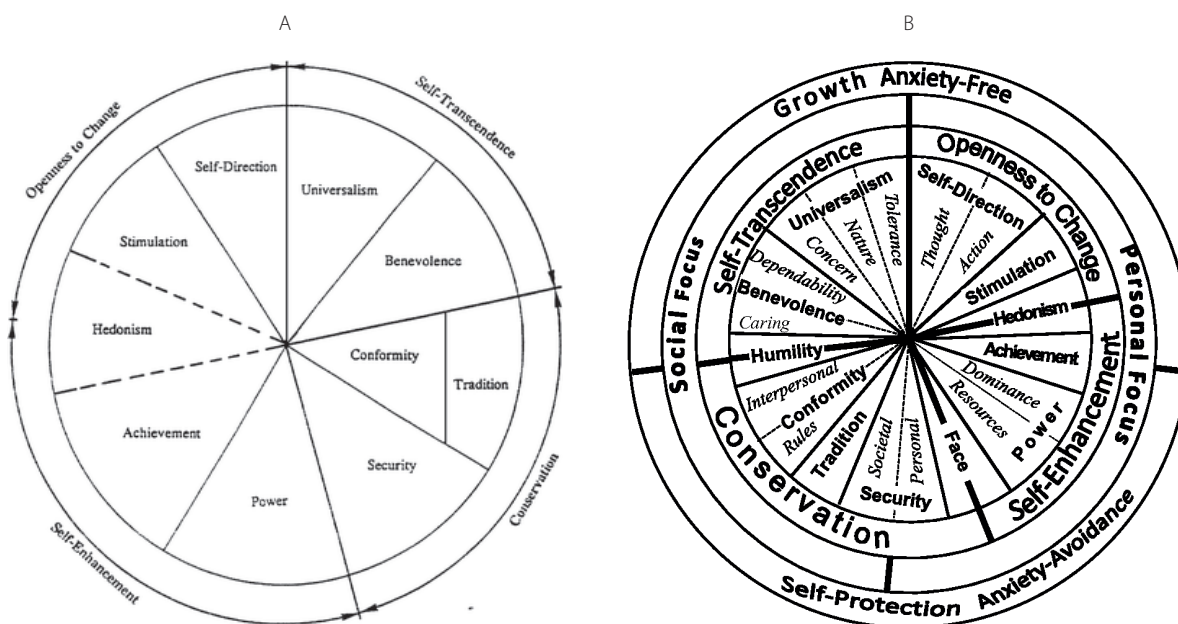 A
Openness to Change
Self-Transcendence
Self-Direction
Universalism
Stimulation
Benevolence
Hedonism
Conformity
Tradition
Achievement
Security
Power
Self-Enhancement
Conservation
B
Growth Anxiety-Free
Social Focus
Personal Focus
Self-Protection Anxiety-Avoidance
Self-Transcendence
Openness to Change
Conservation
Self-Enhancement
Universalism
Concern
Nature
Tolerance
Self-Direction
Thought
Action
Stimulation
Hedonism
Achievement
Dominance
Resources
Power
Face
Security
Societal
Personal
Tradition
Conformity
Rules
Interpersonal
Humility
Benevolence
Dependability
Caring